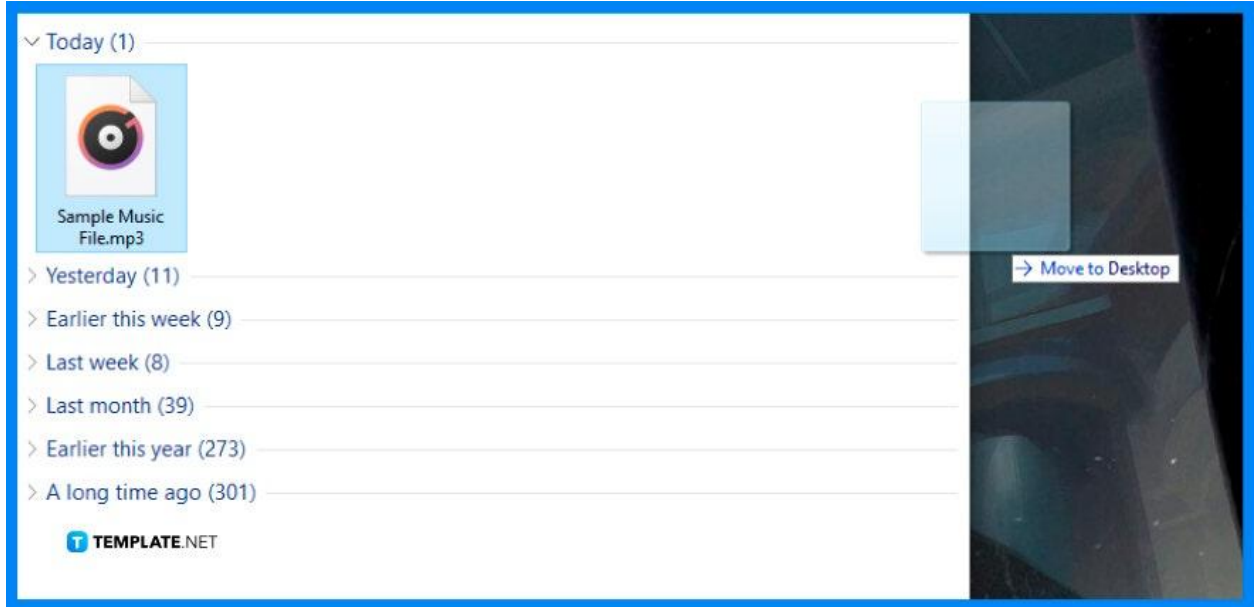 Today (1)
Sample Music
File.mp3
Yesterday (11)
→ Move to Desktop
Earlier this week (9)
Last week (8)
Last month (39)
Earlier this year (273)
A long time ago (301)
T TEMPLATE.NET